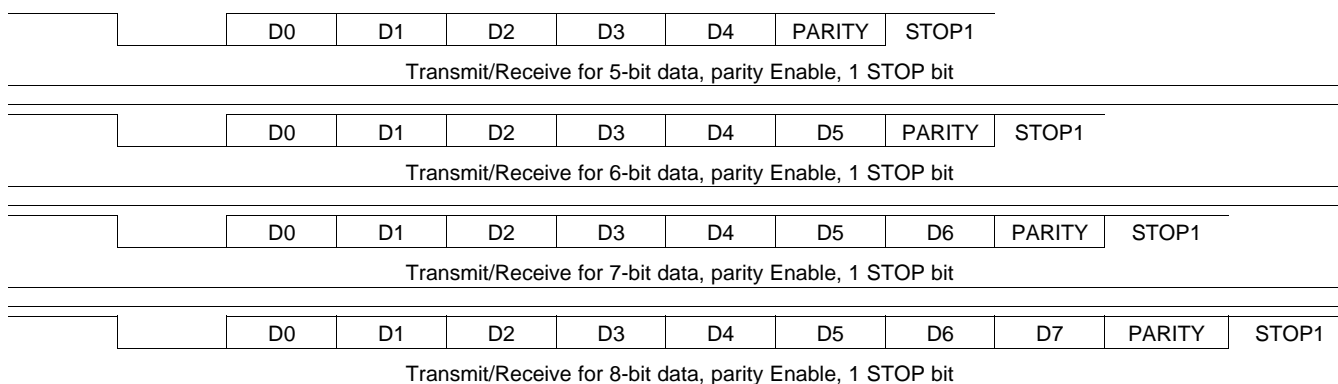 D0 D1 D2 D3 D4 PARITY STOP1
Transmit/Receive for 5-bit data, parity Enable, 1 STOP bit
D0 D1 D2 D3 D4 D5 PARITY STOP1
Transmit/Receive for 6-bit data, parity Enable, 1 STOP bit
D0 D1 D2 D3 D4 D5 D6 PARITY STOP1
Transmit/Receive for 7-bit data, parity Enable, 1 STOP bit
D0 D1 D2 D3 D4 D5 D6 D7 PARITY STOP1
Transmit/Receive for 8-bit data, parity Enable, 1 STOP bit